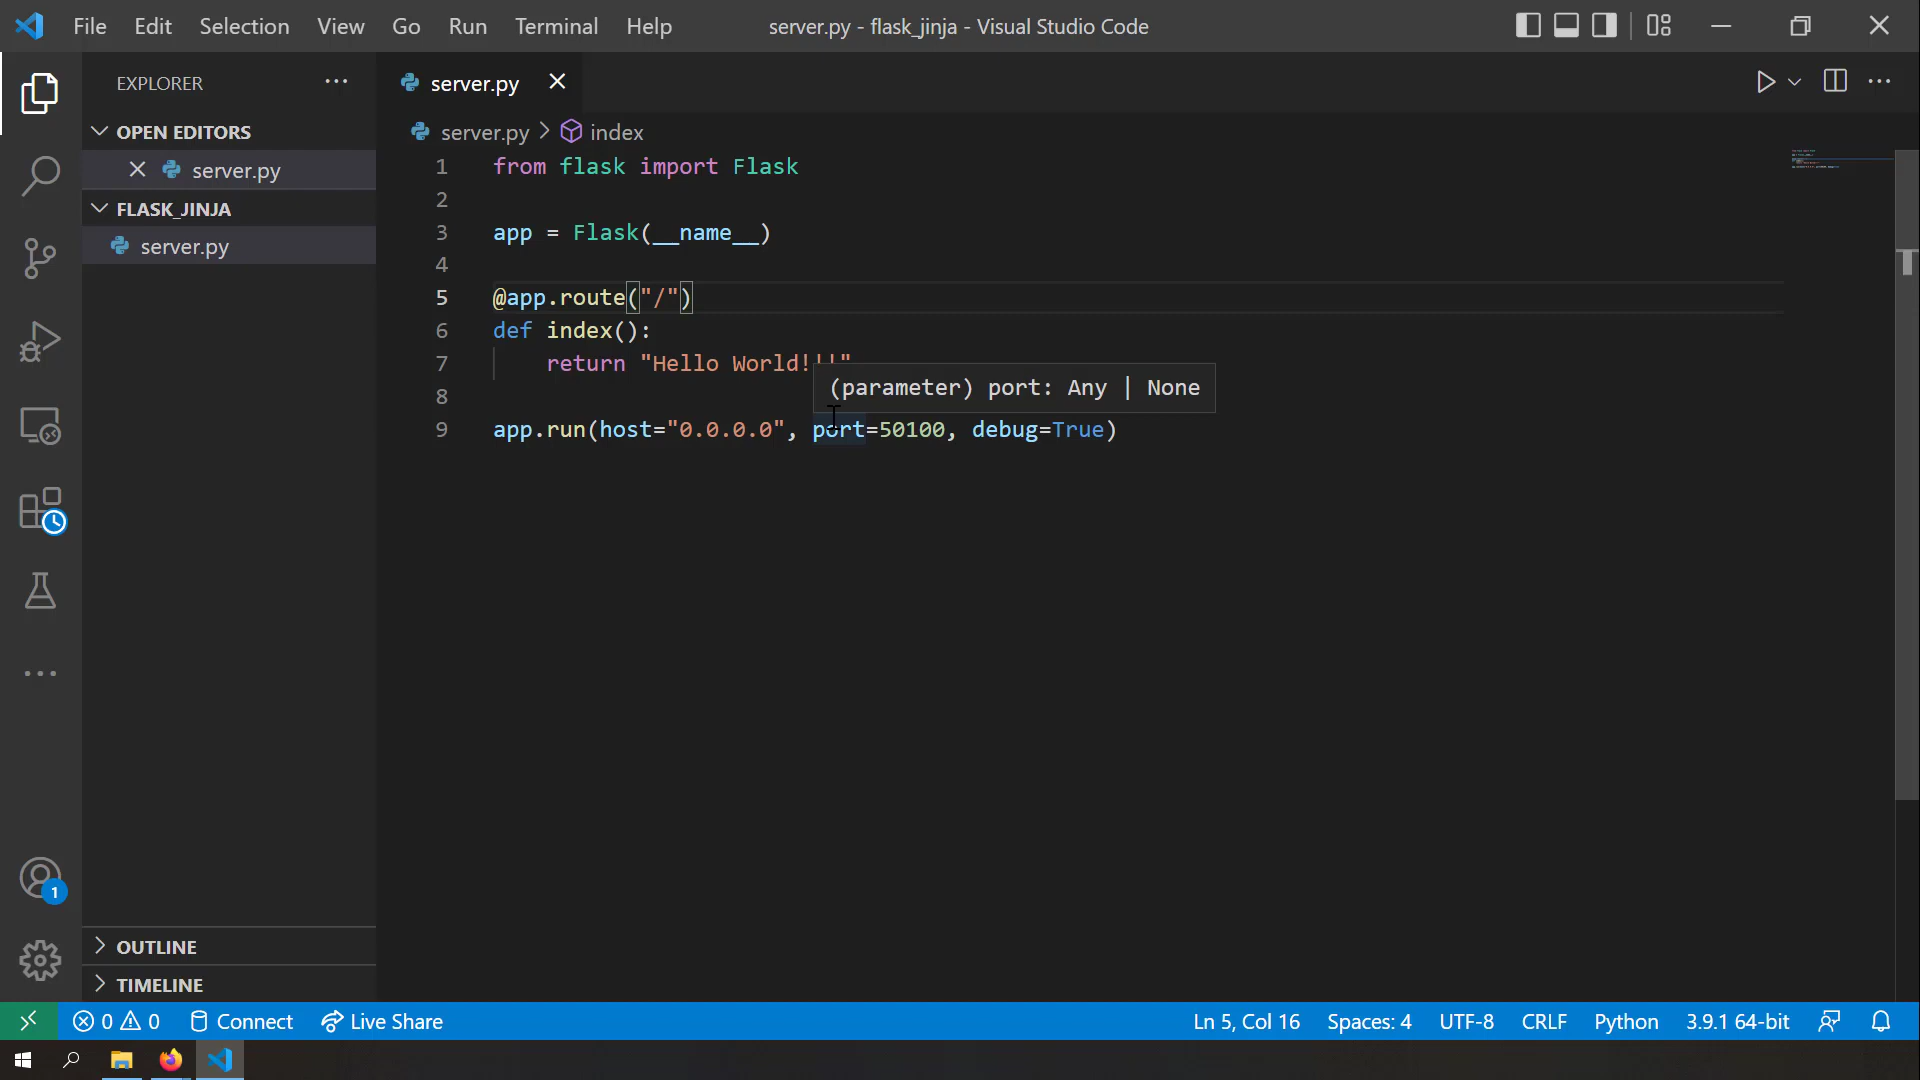 File Edit Selection View Go Run Terminal Help server.py - flask_jinja - Visual Studio Code
EXPLORER
OPEN EDITORS
server.py
FLASK_JINJA
server.py
OUTLINE
TIMELINE
server.py
server.py > index
1 from flask import Flask
2
3 app = Flask(__name__)
4
5 @app.route("/")
6 def index():
7 return "Hello World!!!"
(parameter) port: Any | None
8
9 app.run(host="0.0.0.0", port=50100, debug=True)
1
0 0 Connect Live Share Ln 5, Col 16 Spaces: 4 UTF-8 CRLF Python 3.9.1 64-bit